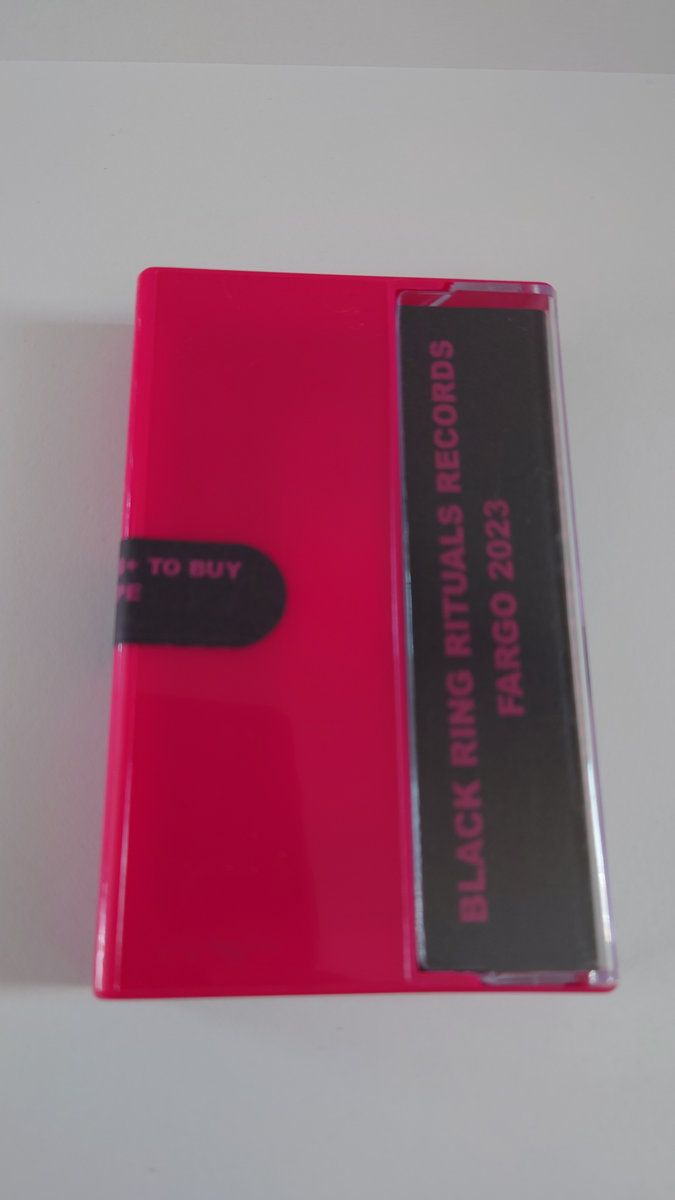 TO BUY
BLACK RING RITUALS RECORDS
FARGO 2023